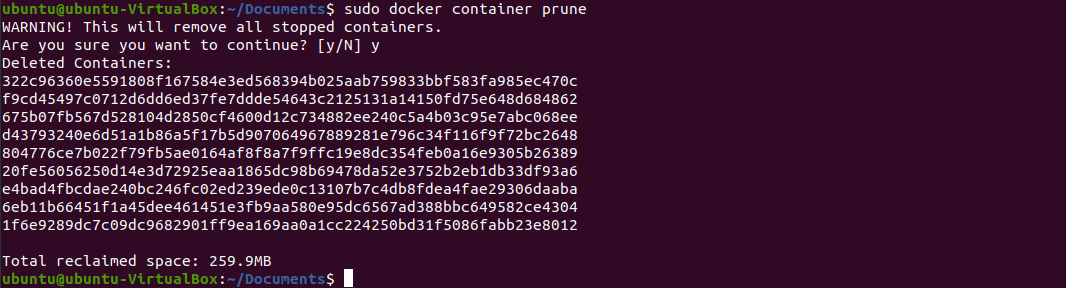 ubuntu@ubuntu-VirtualBox:~/Documents$ sudo docker container prune
WARNING! This will remove all stopped containers.
Are you sure you want to continue? [y/N] y
Deleted Containers:
322c96360e5591808f167584e3ed568394b025aab759833bbf583fa985ec470c
f9cd45497c0712d6dd6ed37fe7ddde54643c2125131a14150fd75e648d684862
675b07fb567d528104d2850cf4600d12c734882ee240c5a4b03c95e7abc068ee
d43793240e6d51a1b86a5f17b5d907064967889281e796c34f116f9f72bc2648
804776ce7b022f79fb5ae0164af8f8a7f9ffc19e8dc354feb0a16e9305b26389
20fe56056250d14e3d72925eaa1865dc98b69478da52e3752b2eb1db33df93a6
e4bad4fbcdae240bc246fc02ed239ede0c13107b7c4db8fdea4fae29306daaba
6eb11b66451f1a45dee461451e3fb9aa580e95dc6567ad388bbc649582ce4304
1f6e9289dc7c09dc9682901ff9ea169aa0a1cc224250bd31f5086fabb23e8012
Total reclaimed space: 259.9MB
ubuntu@ubuntu-VirtualBox:~/Documents$